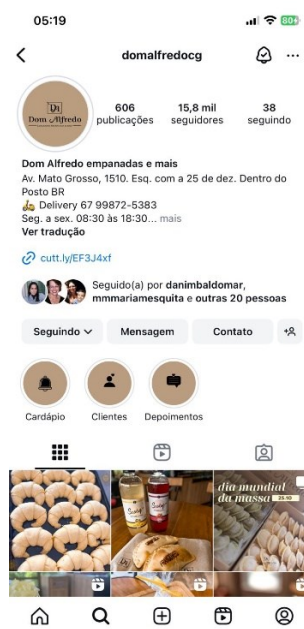 05:19
80
domalfredocg
Dom Alfredo
606
publicações
15,8 mil
seguidores
38
seguindo
Dom Alfredo empanadas e mais
Av. Mato Grosso, 1510. Esq. com a 25 de dez. Dentro do
Posto BR
Delivery 67 99872-5383
Seg. a sex. 08:30 às 18:30... mais
Ver tradução
cutt.ly/EF3J4xf
Seguido(a) por danimbaldomar,
mmmariamesquita e outras 20 pessoas
Seguindo
Mensagem
Contato
Cardápio
Clientes
Depoimentos
dia mundial
da massa 25.10